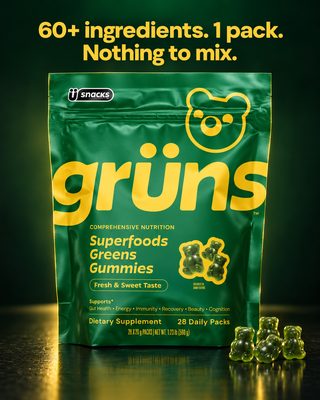 60+ ingredients. 1 pack.
Nothing to mix.
snacks
grüns
COMPREHENSIVE NUTRITION
Superfoods
Greens
Gummies
Fresh & Sweet Taste
Supports*
Gut Health • Energy • Immunity • Recovery • Beauty • Cognition
Dietary Supplement
28 Daily Packs